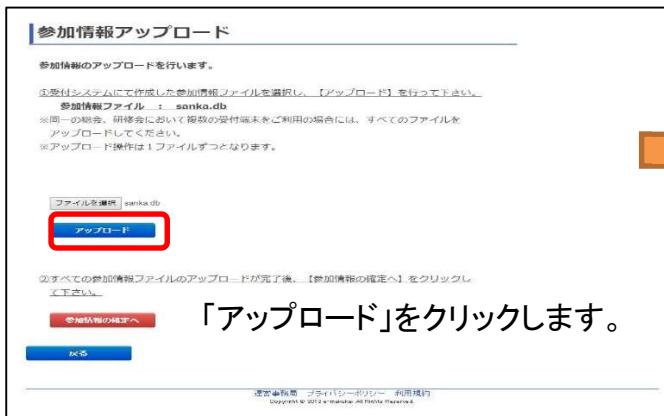 参加情報アップロード
参加情報のアップロードを行います。
①受付システムにて作成した参加情報ファイルを選択し、【アップロード】を行って下さい。
参加情報ファイル ： sanka.db
※同一の総会、研修会において複数の受付端末をご利用の場合には、すべてのファイルを
アップロードしてください。
※アップロード操作は１ファイルずつとなります。
ファイルを選択 sanka.db
アップロード
②すべての参加情報ファイルのアップロードが完了後、【参加情報の確定へ】をクリックし
て下さい。
参加情報の確定へ
「アップロード」をクリックします。
戻る
運営事務局 プライバシーポリシー 利用規約
All Rights Reserved.